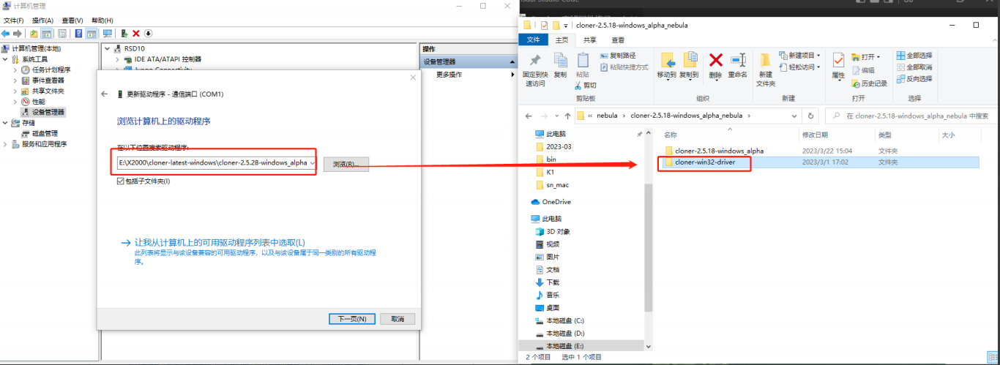 计算机管理
文件(F) 操作(A) 查看(V) 帮助(H)
计算机管理(本地)
系统工具
任务计划程序
事件查看器
共享文件夹
性能
设备管理器
存储
磁盘管理
服务和应用程序
RSD10
IDE ATA/ATAPI 控制器
操作
设备管理器
更多操作
更新驱动程序 - 通信端口 (COM1)
浏览计算机上的驱动程序
在以下位置搜索驱动程序:
E:\X2000\cloner-latest-windows\cloner-2.5.28-windows_alpha
浏览(R)...
包括子文件夹(I)
让我从计算机上的可用驱动程序列表中选取(L)
此列表将显示与该设备兼容的可用驱动程序，以及与该设备属于同一类别的所有驱动程
序。
下一页(N) 取消
cloner-2.5.18-windows_alpha_nebula
文件 主页 共享 查看
固定到快
速访问
复制
粘贴
复制路径
粘贴快捷方式
剪切
剪贴板
移动到 复制到 删除 重命名
组织
新建
文件夹
新建项目
轻松访问
新建
属性
打开
编辑
历史记录
打开
全部选择
全部取消
反向选择
选择
« nebula › cloner-2.5.18-windows_alpha_nebula ›
在 cloner-2.5.18-windows_alpha_nebula 中搜索
此电脑
2023-03
bin
K1
sn_mac
OneDrive
此电脑
3D 对象
视频
图片
文档
下载
音乐
桌面
本地磁盘 (C:)
本地磁盘 (D:)
本地磁盘 (E:)
名称 修改日期 类型 大小
cloner-2.5.18-windows_alpha 2023/3/22 15:04 文件夹
cloner-win32-driver 2023/3/1 17:02 文件夹
2 个项目 选中 1 个项目